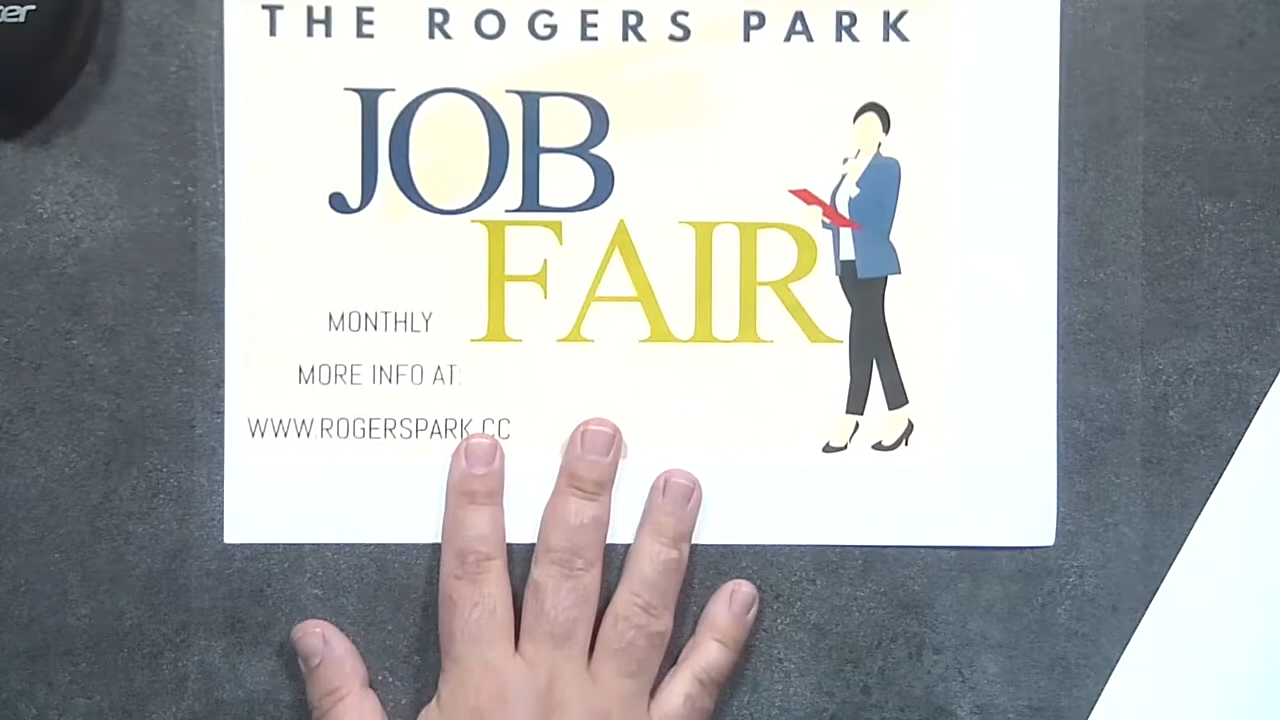 THE ROGERS PARK
JOB
FAIR
MONTHLY
MORE INFO AT:
WWW.ROGERSPARK.CC